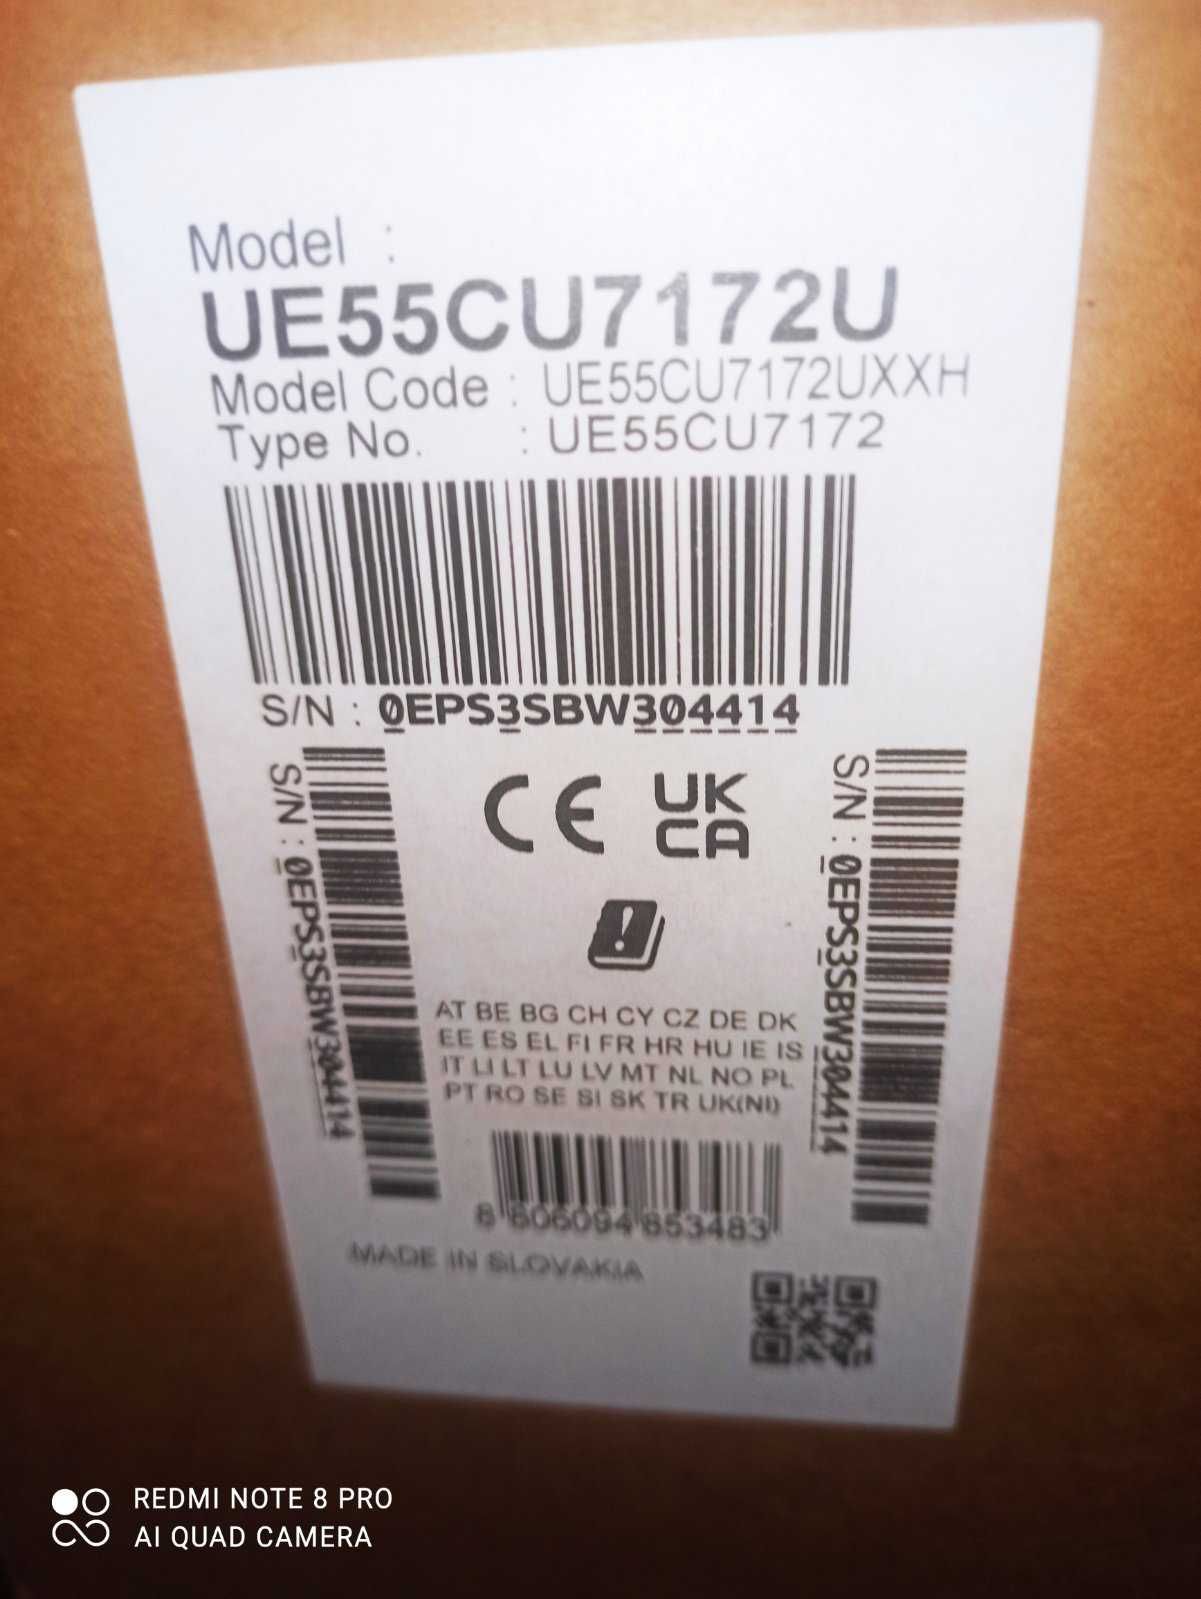 Model :
UE55CU7172U
Model Code : UE55CU7172UXXH
Type No. : UE55CU7172
S/N : 0EPS3SBW304414
S/N : 0EPS3SBW304414
S/N : 0EPS3SBW304414
CE
UK
CA
!
AT BE BG CH CY CZ DE DK
EE ES EL FI FR HR HU IE IS
IT LI LT LU LV MT NL NO PL
PT RO SE SI SK TR UK(NI)
8 806094 853483
MADE IN SLOVAKIA
REDMI NOTE 8 PRO
AI QUAD CAMERA